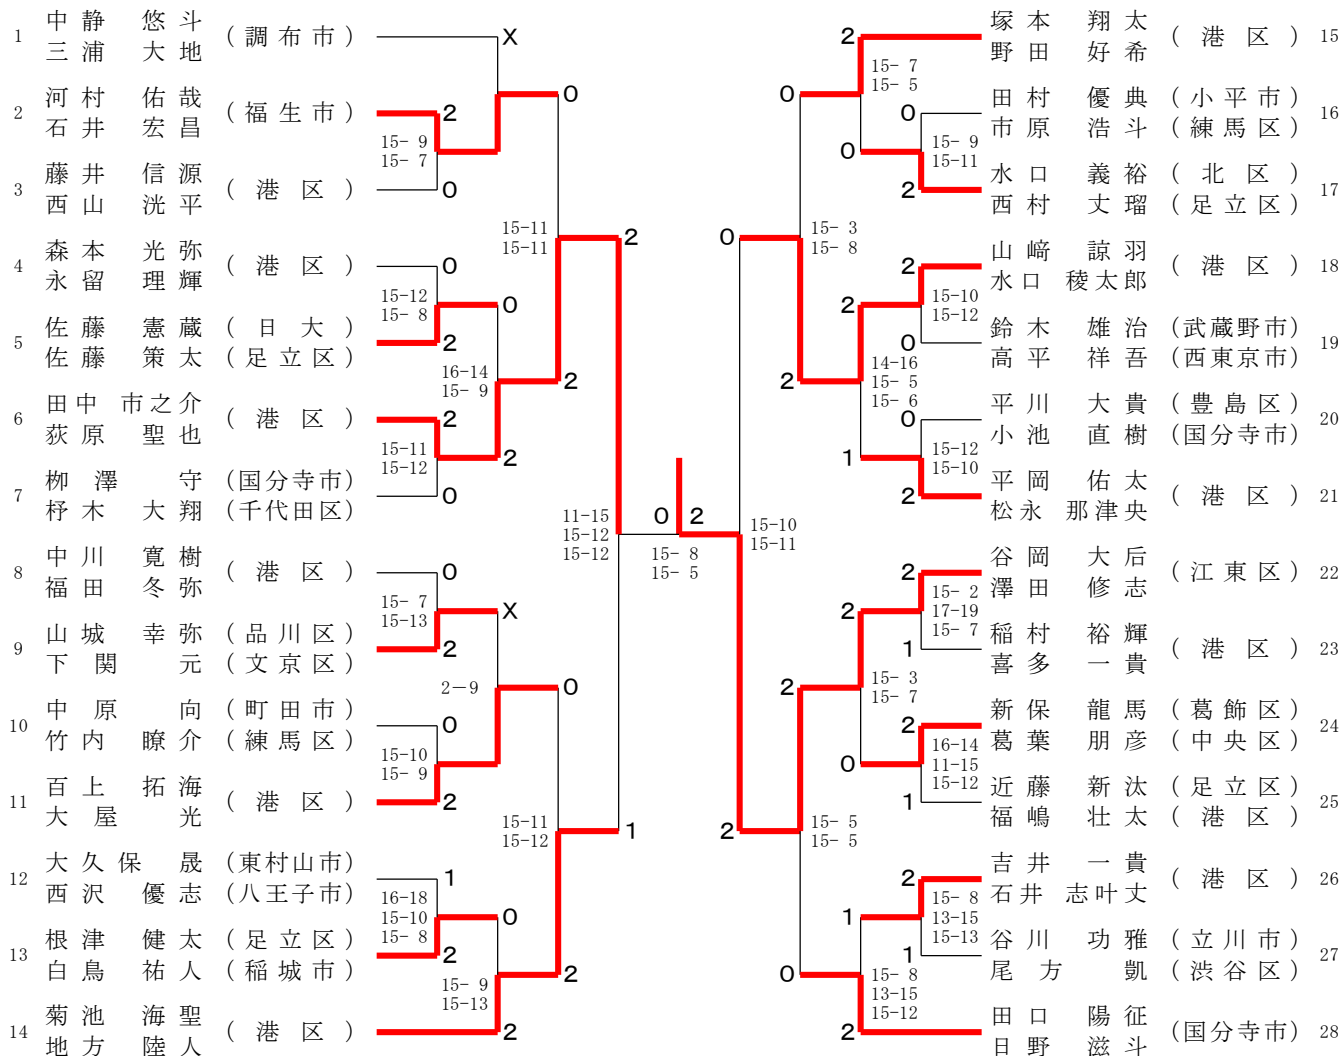 1 中静 悠斗 (調布市)
三浦 大地
X
2 河村 佑哉 (福生市) 2
石井 宏昌
15- 9
15- 7
0
3 藤井 信源 (港区) 0
西山 洸平
15-11
15-11
2
4 森本 光弥 (港区) 0
永留 理輝
15-12
15- 8
0
5 佐藤 憲蔵 (日大) 2
佐藤 策太 (足立区)
16-14
15- 9
2
6 田中 市之介 (港区) 2
荻原 聖也
15-11
15-12
2
7 栁澤 守 (国分寺市) 0
杼木 大翔 (千代田区)
11-15
15-12
15-12
8 中川 寛樹 (港区) 0
福田 冬弥
15- 7
15-13
X
9 山城 幸弥 (品川区) 2
下関 元 (文京区)
2-9
0
10 中原 向 (町田市) 0
竹内 瞭介 (練馬区)
15-10
15- 9
11 百上 拓海 (港区) 2
大屋 光
15-11
15-12
1
12 大久保 晟 (東村山市) 1
西沢 優志 (八王子市)
16-18
15-10
15- 8
0
13 根津 健太 (足立区) 2
白鳥 祐人 (稲城市)
15- 9
15-13
2
14 菊池 海聖 (港区) 2
地方 陸人
0 2
15- 8
15- 5
2 塚本 翔太 (港区) 15
野田 好希
15- 7
15- 5
0
0 田村 優典 (小平市) 16
市原 浩斗 (練馬区)
15- 9
15-11
0
2 水口 義裕 (北区) 17
西村 丈瑠 (足立区)
15- 3
15- 8
0
2 山﨑 諒羽 (港区) 18
水口 稜太郎
15-10
15-12
2
0 鈴木 雄治 (武蔵野市) 19
高平 祥吾 (西東京市)
14-16
15- 5
15- 6
2
0 平川 大貴 (豊島区) 20
小池 直樹 (国分寺市)
15-12
15-10
1
2 平岡 佑太 (港区) 21
松永 那津央
15-10
15-11
2 谷岡 大后 (江東区) 22
澤田 修志
15- 2
17-19
15- 7
2
1 稲村 裕輝 (港区) 23
喜多 一貴
15- 3
15- 7
2
2 新保 龍馬 (葛飾区) 24
葛葉 朋彦 (中央区)
16-14
11-15
15-12
0
1 近藤 新汰 (足立区) 25
福嶋 壮太 (港区)
15- 5
15- 5
2
2 吉井 一貴 (港区) 26
石井 志叶丈
15- 8
13-15
15-13
1
1 谷川 功雅 (立川市) 27
尾方 凱 (渋谷区)
15- 8
13-15
15-12
0
2 田口 陽征 (国分寺市) 28
日野 滋斗